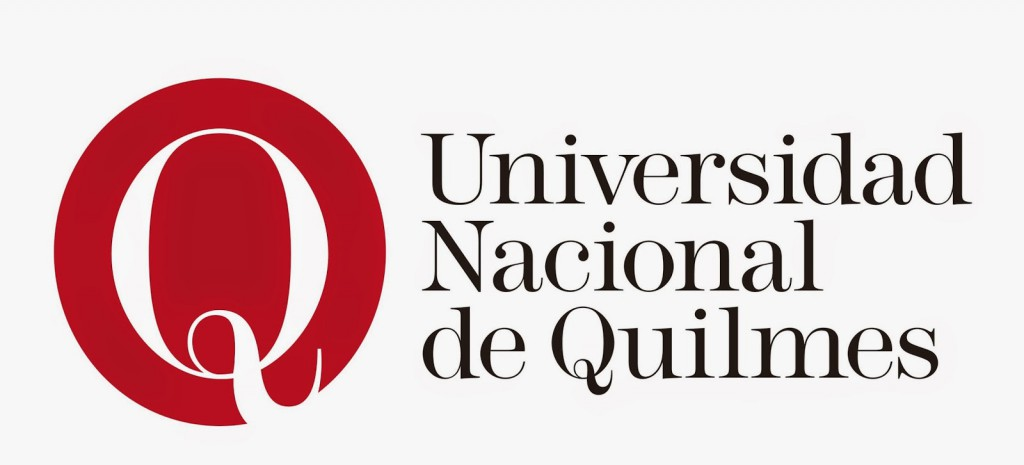 Q
Universidad
Nacional
de Quilmes